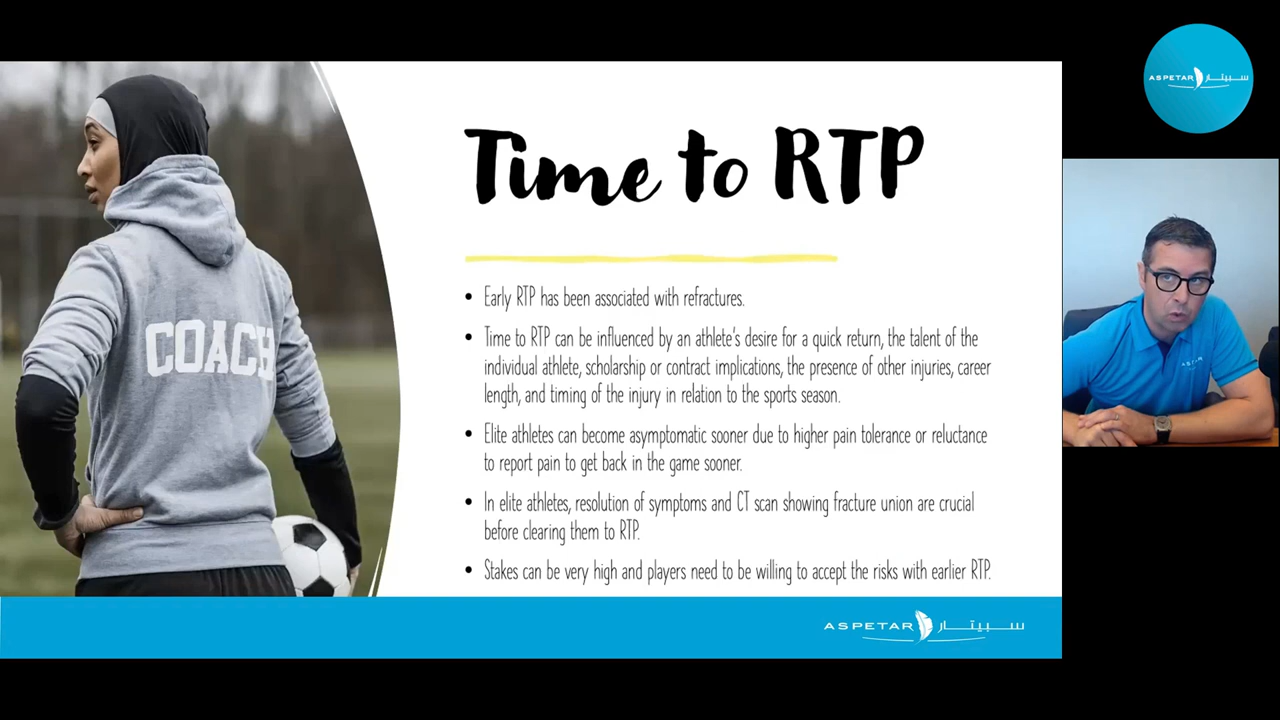 ASPETAR سبيتار
Time to RTP
COACH
• Early RTP has been associated with refractures.
• Time to RTP can be influenced by an athlete's desire for a quick return, the talent of the
individual athlete, scholarship or contract implications, the presence of other injuries, career
length, and timing of the injury in relation to the sports season.
• Elite athletes can become asymptomatic sooner due to higher pain tolerance or reluctance
to report pain to get back in the game sooner.
• In elite athletes, resolution of symptoms and CT scan showing fracture union are crucial
before clearing them to RTP.
• Stakes can be very high and players need to be willing to accept the risks with earlier RTP.
ASPETAR سبيتار